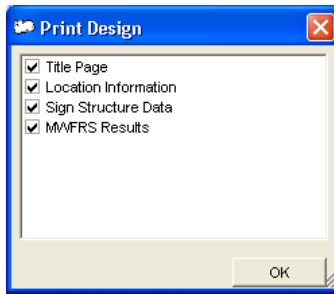 Print Design
Title Page
Location Information
Sign Structure Data
MWFRS Results
OK